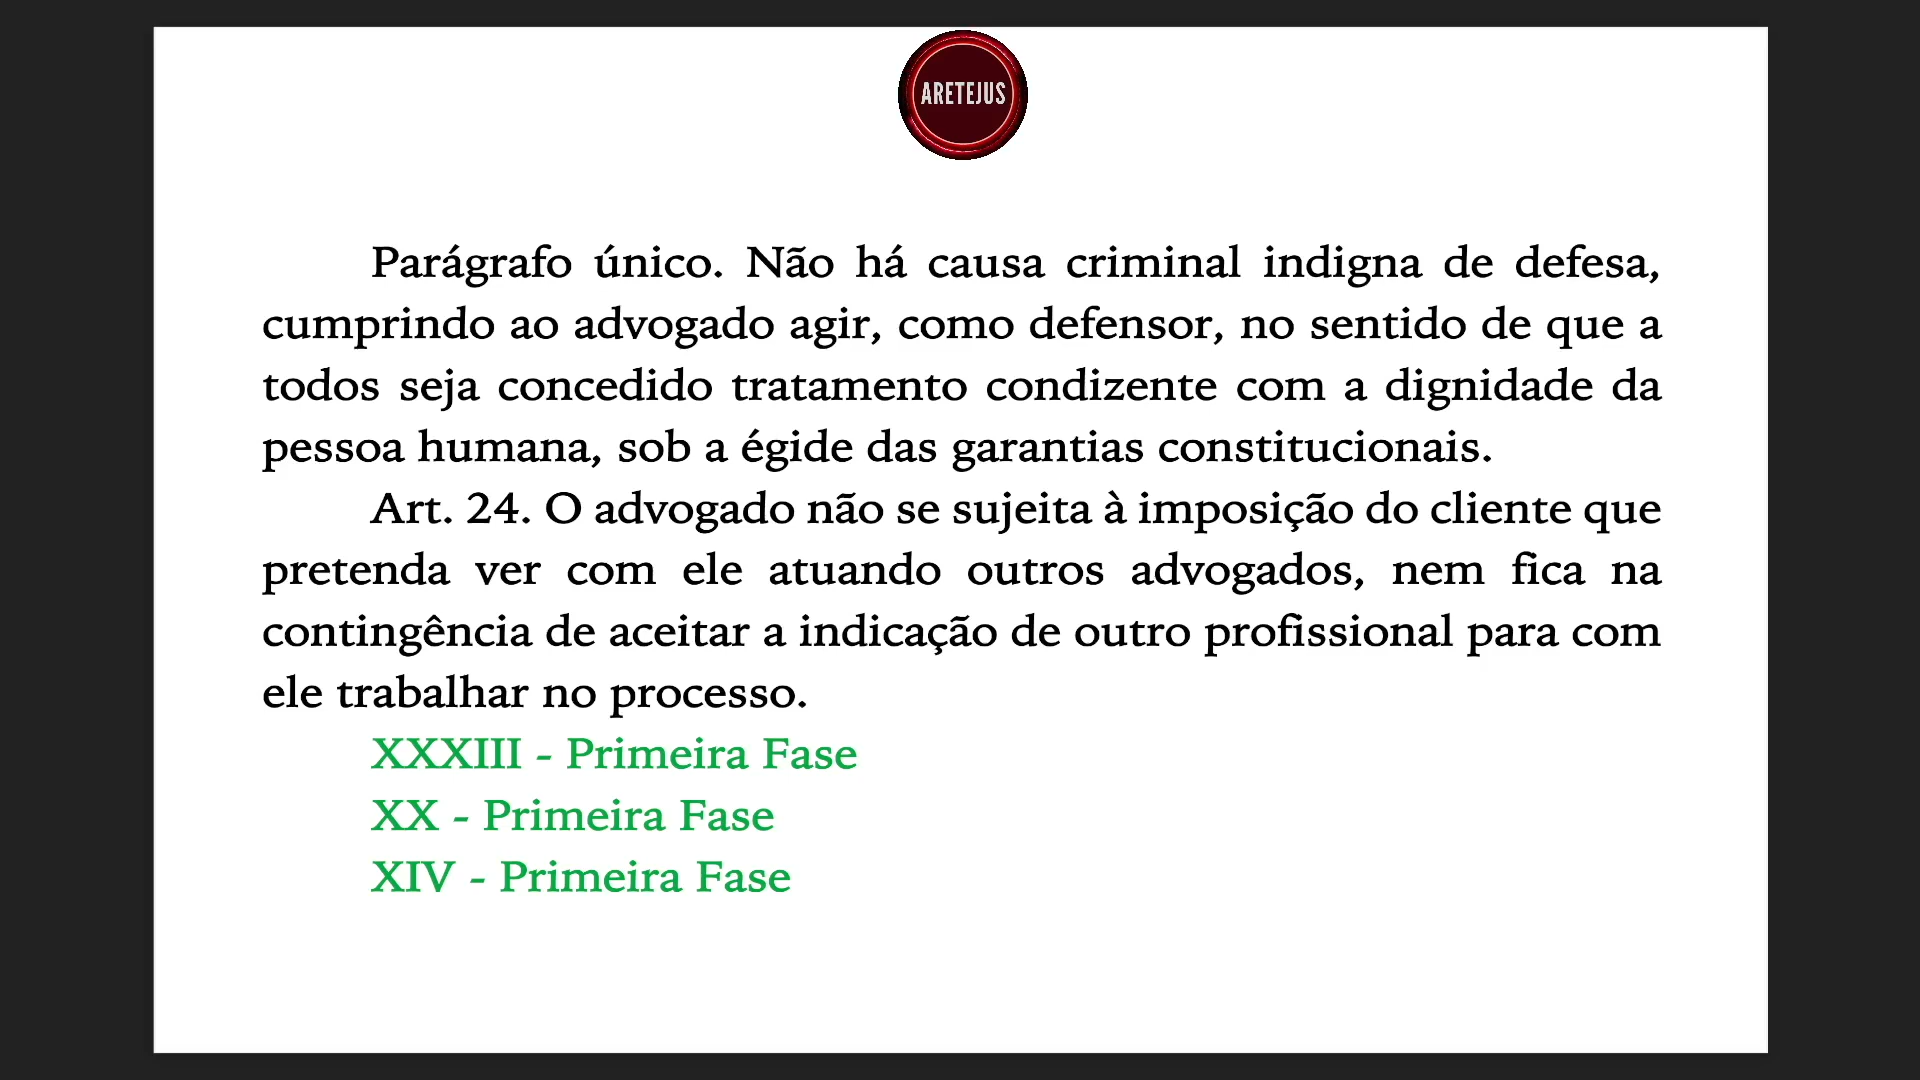 ARETEJUS
Parágrafo único. Não há causa criminal indigna de defesa,
cumprindo ao advogado agir, como defensor, no sentido de que a
todos seja concedido tratamento condizente com a dignidade da
pessoa humana, sob a égide das garantias constitucionais.
Art. 24. O advogado não se sujeita à imposição do cliente que
pretenda ver com ele atuando outros advogados, nem fica na
contingência de aceitar a indicação de outro profissional para com
ele trabalhar no processo.
XXXIII - Primeira Fase
XX - Primeira Fase
XIV - Primeira Fase